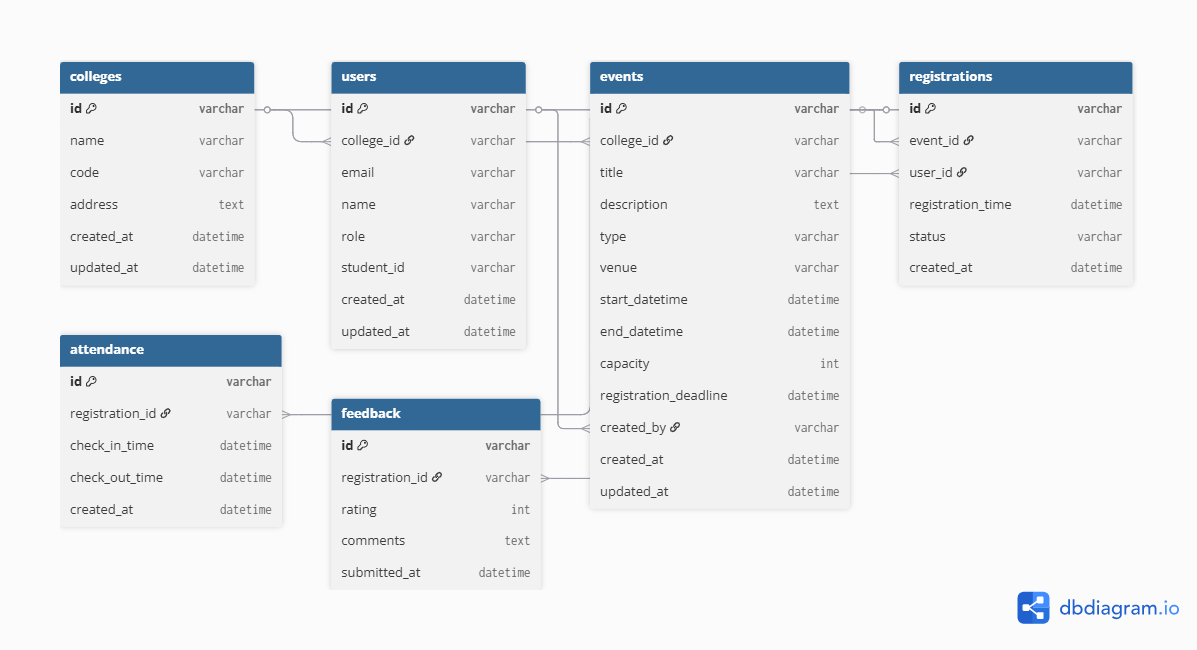 colleges
id varchar
name varchar
code varchar
address text
created_at datetime
updated_at datetime
users
id varchar
college_id varchar
email varchar
name varchar
role varchar
student_id varchar
created_at datetime
updated_at datetime
events
id varchar
college_id varchar
title varchar
description text
type varchar
venue varchar
start_datetime datetime
end_datetime datetime
capacity int
registration_deadline datetime
created_by varchar
created_at datetime
updated_at datetime
registrations
id varchar
event_id varchar
user_id varchar
registration_time datetime
status varchar
created_at datetime
attendance
id varchar
registration_id varchar
check_in_time datetime
check_out_time datetime
created_at datetime
feedback
id varchar
registration_id varchar
rating int
comments text
submitted_at datetime
dbdiagram.io